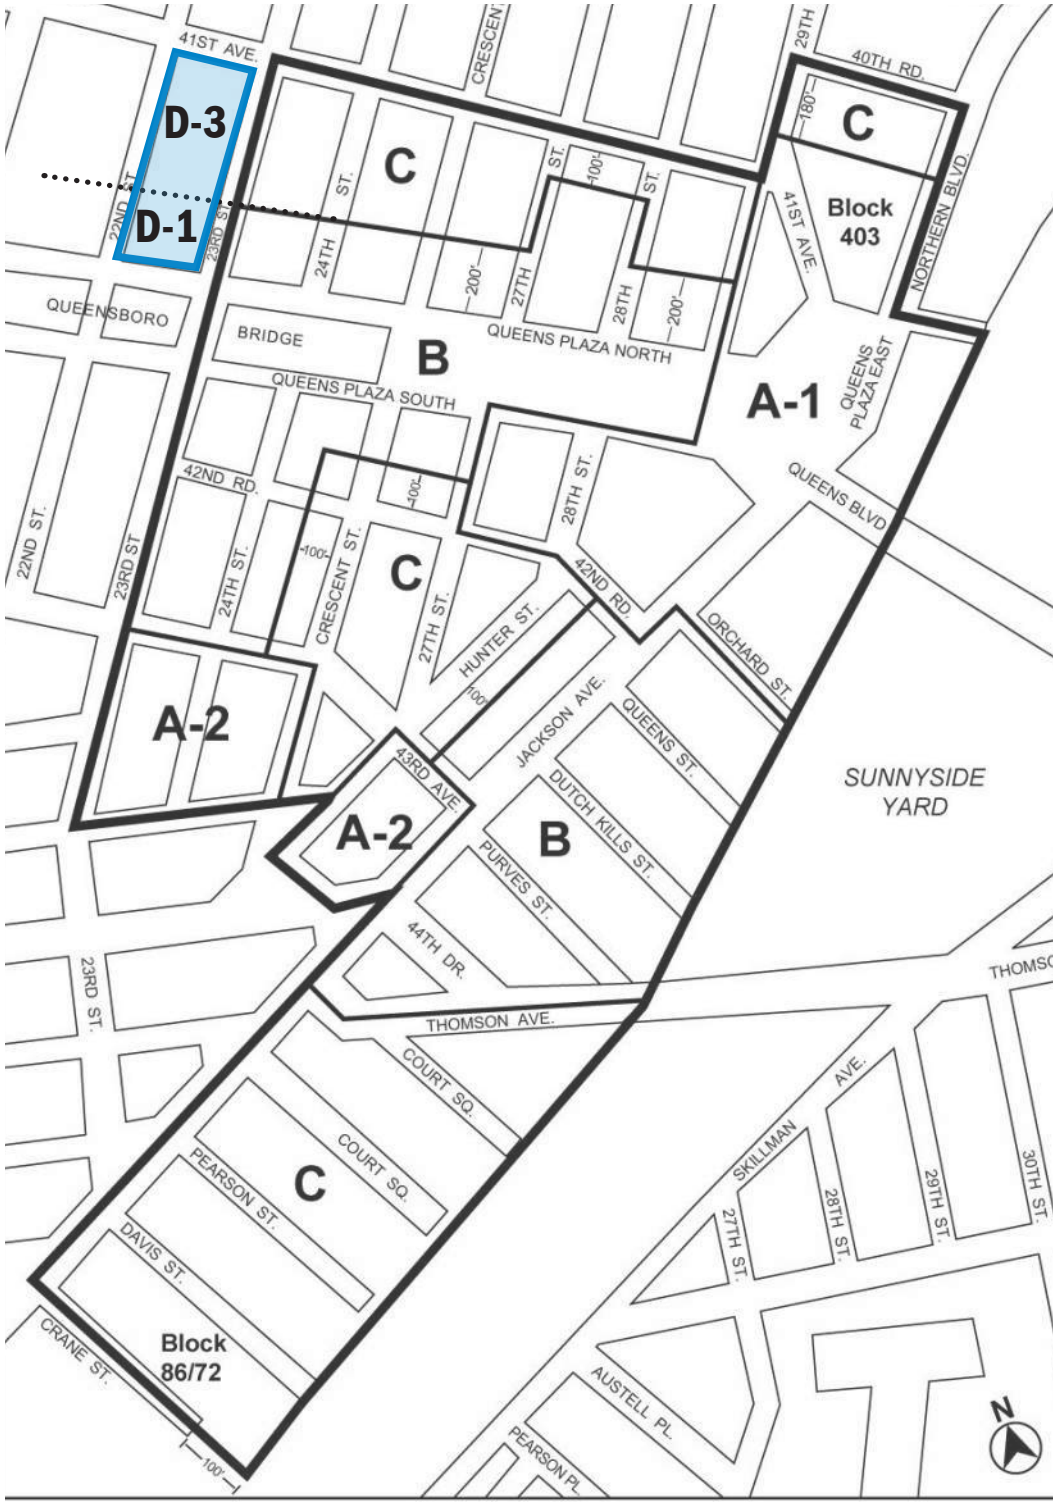 29TH
CRESCENT
40TH RD.
41ST AVE.
180'
C
D-3
C
ST.
100'
ST.
ST.
NORTHERN BLVD.
22ND ST.
D-1
23RD ST.
41ST AVE.
Block
403
24TH
200'
27TH
28TH
200'
QUEENSBORO
BRIDGE
QUEENS PLAZA NORTH
B
QUEENS PLAZA SOUTH
A-1
QUEENS
PLAZA EAST
42ND RD.
100'
28TH ST.
QUEENS BLVD
22ND ST.
23RD ST
24TH ST.
100'
CRESCENT ST.
C
27TH ST.
42ND RD.
HUNTER ST.
ORCHARD ST.
100'
JACKSON AVE.
QUEENS ST.
A-2
43RD AVE.
SUNNYSIDE
YARD
A-2
DUTCH KILLS ST.
B
PURVES ST.
44TH DR.
23RD ST.
THOMSO
THOMSON AVE.
COURT SQ.
SKILLMAN
AVE.
COURT SQ.
PEARSON ST.
C
27TH ST.
28TH ST.
29TH ST.
30TH ST.
DAVIS ST.
Block
86/72
CRANE ST.
100'
AUSTELL PL.
PEARSON PL.
N